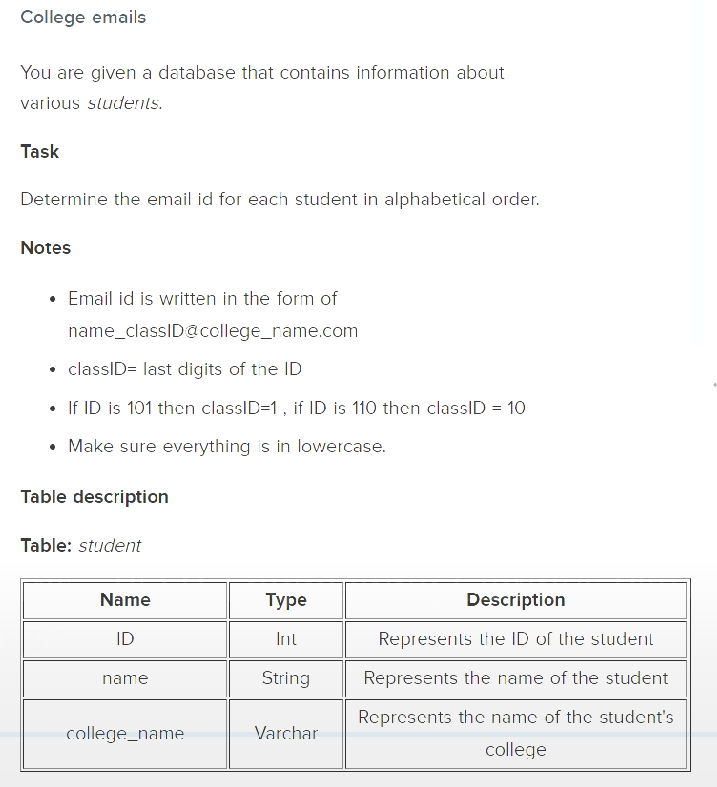 College emails
You are given a database that contains information about
various students.
Task
Determine the email id for each student in alphabetical order.
Notes
• Email id is written in the form of
name_classID@college_name.com
• classID= last digits of the ID
• If ID is 101 then classID=1 , if ID is 110 then classID = 10
• Make sure everything is in lowercase.
Table description
Table: student
Name Type Description
ID Int Represents the ID of the student
name String Represents the name of the student
college_name Varchar Represents the name of the student's
college